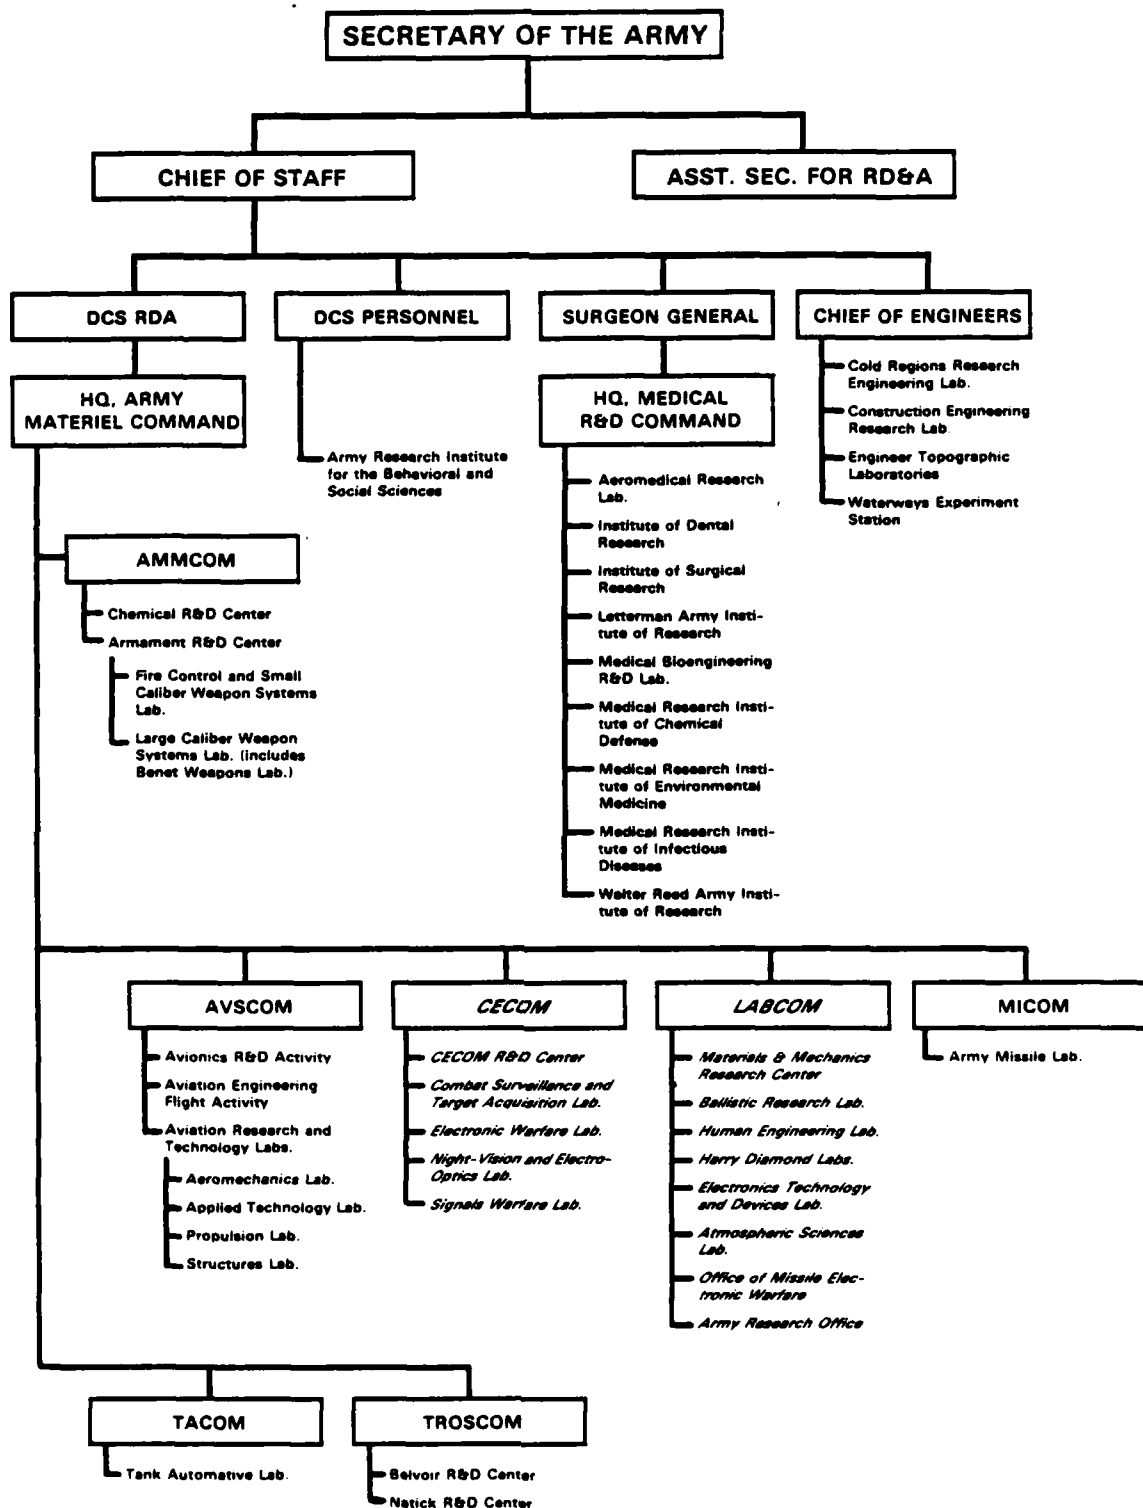 SECRETARY OF THE ARMY
CHIEF OF STAFF
ASST. SEC. FOR RD&A
DCS RDA
DCS PERSONNEL
SURGEON GENERAL
CHIEF OF ENGINEERS
HQ. ARMY
MATERIEL COMMAND
Army Research Institute
for the Behavioral and
Social Sciences
HQ. MEDICAL
R&D COMMAND
Cold Regions Research
Engineering Lab.
Construction Engineering
Research Lab.
Engineer Topographic
Laboratories
Waterways Experiment
Station
Aeromedical Research
Lab.
Institute of Dental
Research
Institute of Surgical
Research
Letterman Army Insti-
tute of Research
Medical Bioengineering
R&D Lab.
Medical Research Insti-
tute of Chemical
Defense
Medical Research Insti-
tute of Environmental
Medicine
Medical Research Insti-
tute of Infectious
Diseases
Walter Reed Army Insti-
tute of Research
AMMCOM
Chemical R&D Center
Armament R&D Center
Fire Control and Small
Caliber Weapon Systems
Lab.
Large Caliber Weapon
Systems Lab. (includes
Benet Weapons Lab.)
AVSCOM
Avionics R&D Activity
Aviation Engineering
Flight Activity
Aviation Research and
Technology Labs.
Aeromechanics Lab.
Applied Technology Lab.
Propulsion Lab.
Structures Lab.
CECOM
CECOM R&D Center
Combat Surveillance and
Target Acquisition Lab.
Electronic Warfare Lab.
Night-Vision and Electro-
Optics Lab.
Signals Warfare Lab.
LABCOM
Materials & Mechanics
Research Center
Ballistic Research Lab.
Human Engineering Lab.
Harry Diamond Labs.
Electronics Technology
and Devices Lab.
Atmospheric Sciences
Lab.
Office of Missile Elec-
tronic Warfare
Army Research Office
MICOM
Army Missile Lab.
TACOM
Tank Automative Lab.
TROSCOM
Belvoir R&D Center
Natick R&D Center